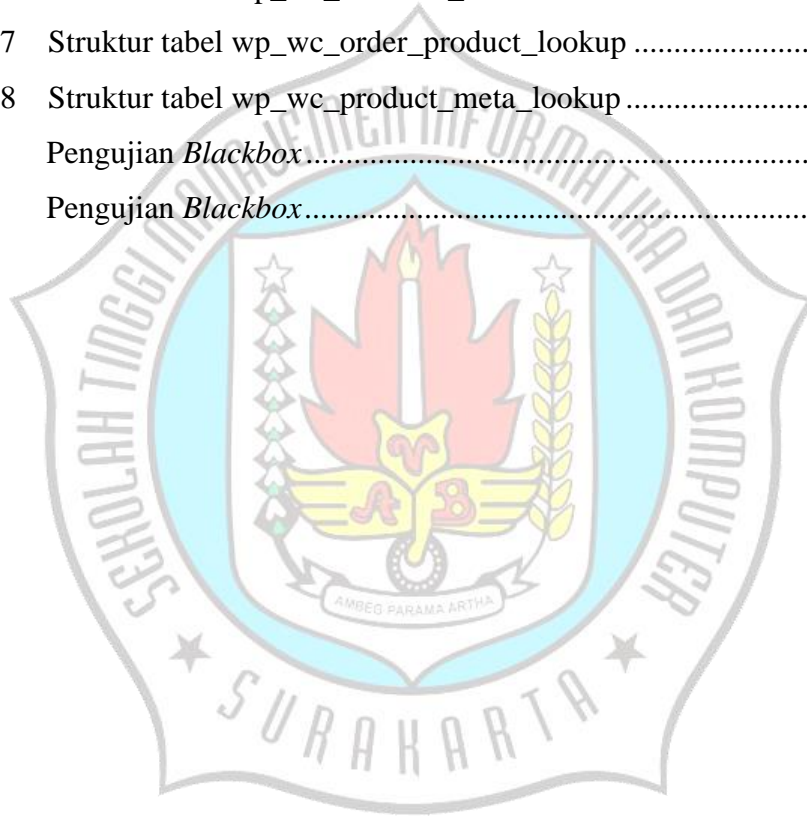 7 Struktur tabel wp_wc_order_product_lookup ......................
8 Struktur tabel wp_wc_product_meta_lookup .......................
Pengujian Blackbox................................................................
Pengujian Blackbox................................................................
SEKOLAH TINGGI MANAJEMEN INFORMATIKA DAN KOMPUTER
A B
AMBEG PARAMA ARTHA
★ SURAKARTA ★